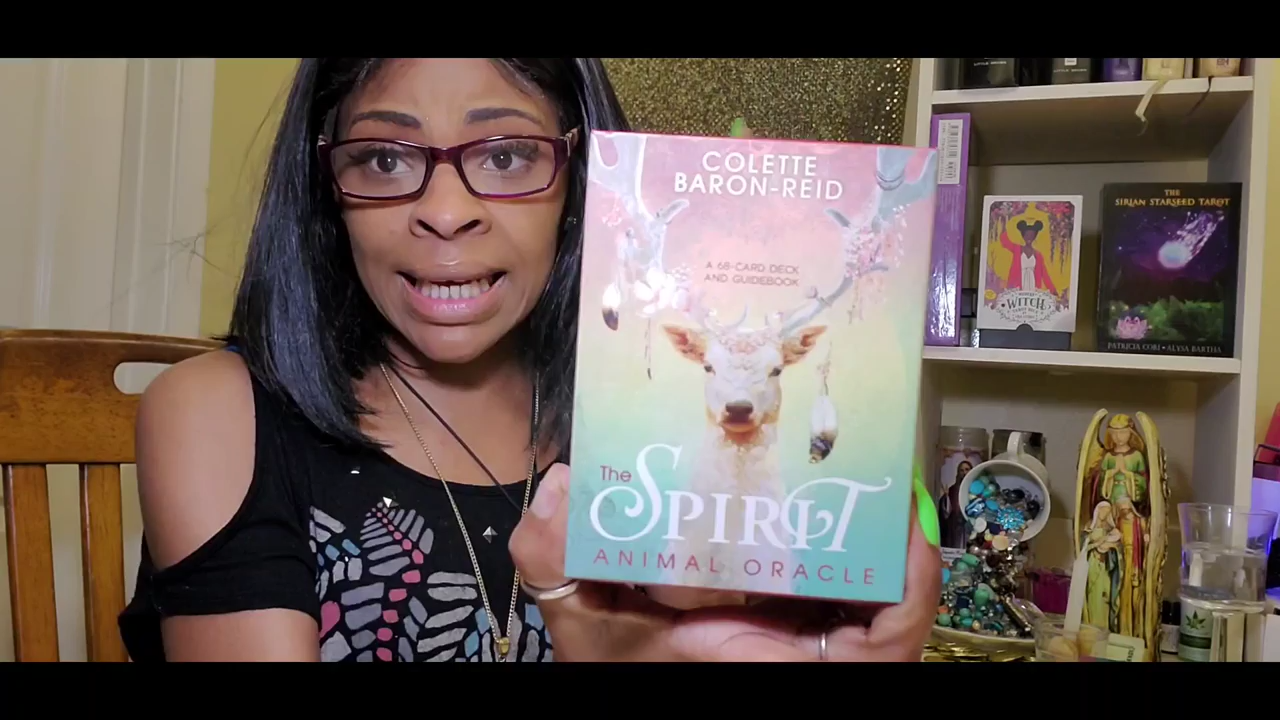 COLETTE
BARON-REID
A 68-CARD DECK
AND GUIDEBOOK
The SPIRIT
ANIMAL ORACLE
WITCH
THE
SIRIAN STARSEED TAROT
PATRICIA CORI • ALYSA BARTHA